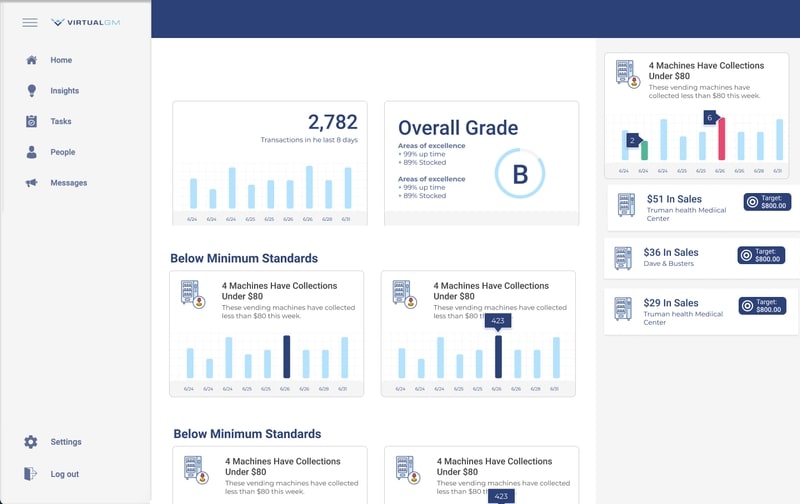 VIRTUALGM
Home
Insights
Tasks
People
Messages
Settings
Log out
2,782
Transactions in he last 8 days
6/24 6/24 6/24 6/25 6/25 6/26 6/26 6/28 6/31
Overall Grade
Areas of excellence
+ 99% up time
+ 89% Stocked
Areas of excellence
+ 99% up time
+ 89% Stocked
B
Below Minimum Standards
4 Machines Have Collections
Under $80
These vending machines have collected
less than $80 this week.
6/24 6/24 6/24 6/25 6/25 6/26 6/26 6/28 6/31
4 Machines Have Collections
Under $80
These vending machines have collected
less than $80 th
423
6/24 6/24 6/24 6/25 6/25 6/26 6/26 6/28 6/31
Below Minimum Standards
4 Machines Have Collections
Under $80
These vending machines have collected
less than $80 this week.
4 Machines Have Collections
Under $80
These vending machines have collected
less than $80 th
423
4 Machines Have Collections
Under $80
These vending machines have
collected less than $80 this week.
2
6
6/24 6/24 6/24 6/25 6/25 6/26 6/26 6/28 6/31
$51 In Sales
Truman health Mediical
Center
Target:
$800.00
$36 In Sales
Dave & Busters
Target:
$800.00
$29 In Sales
Truman health Mediical
Center
Target:
$800.00